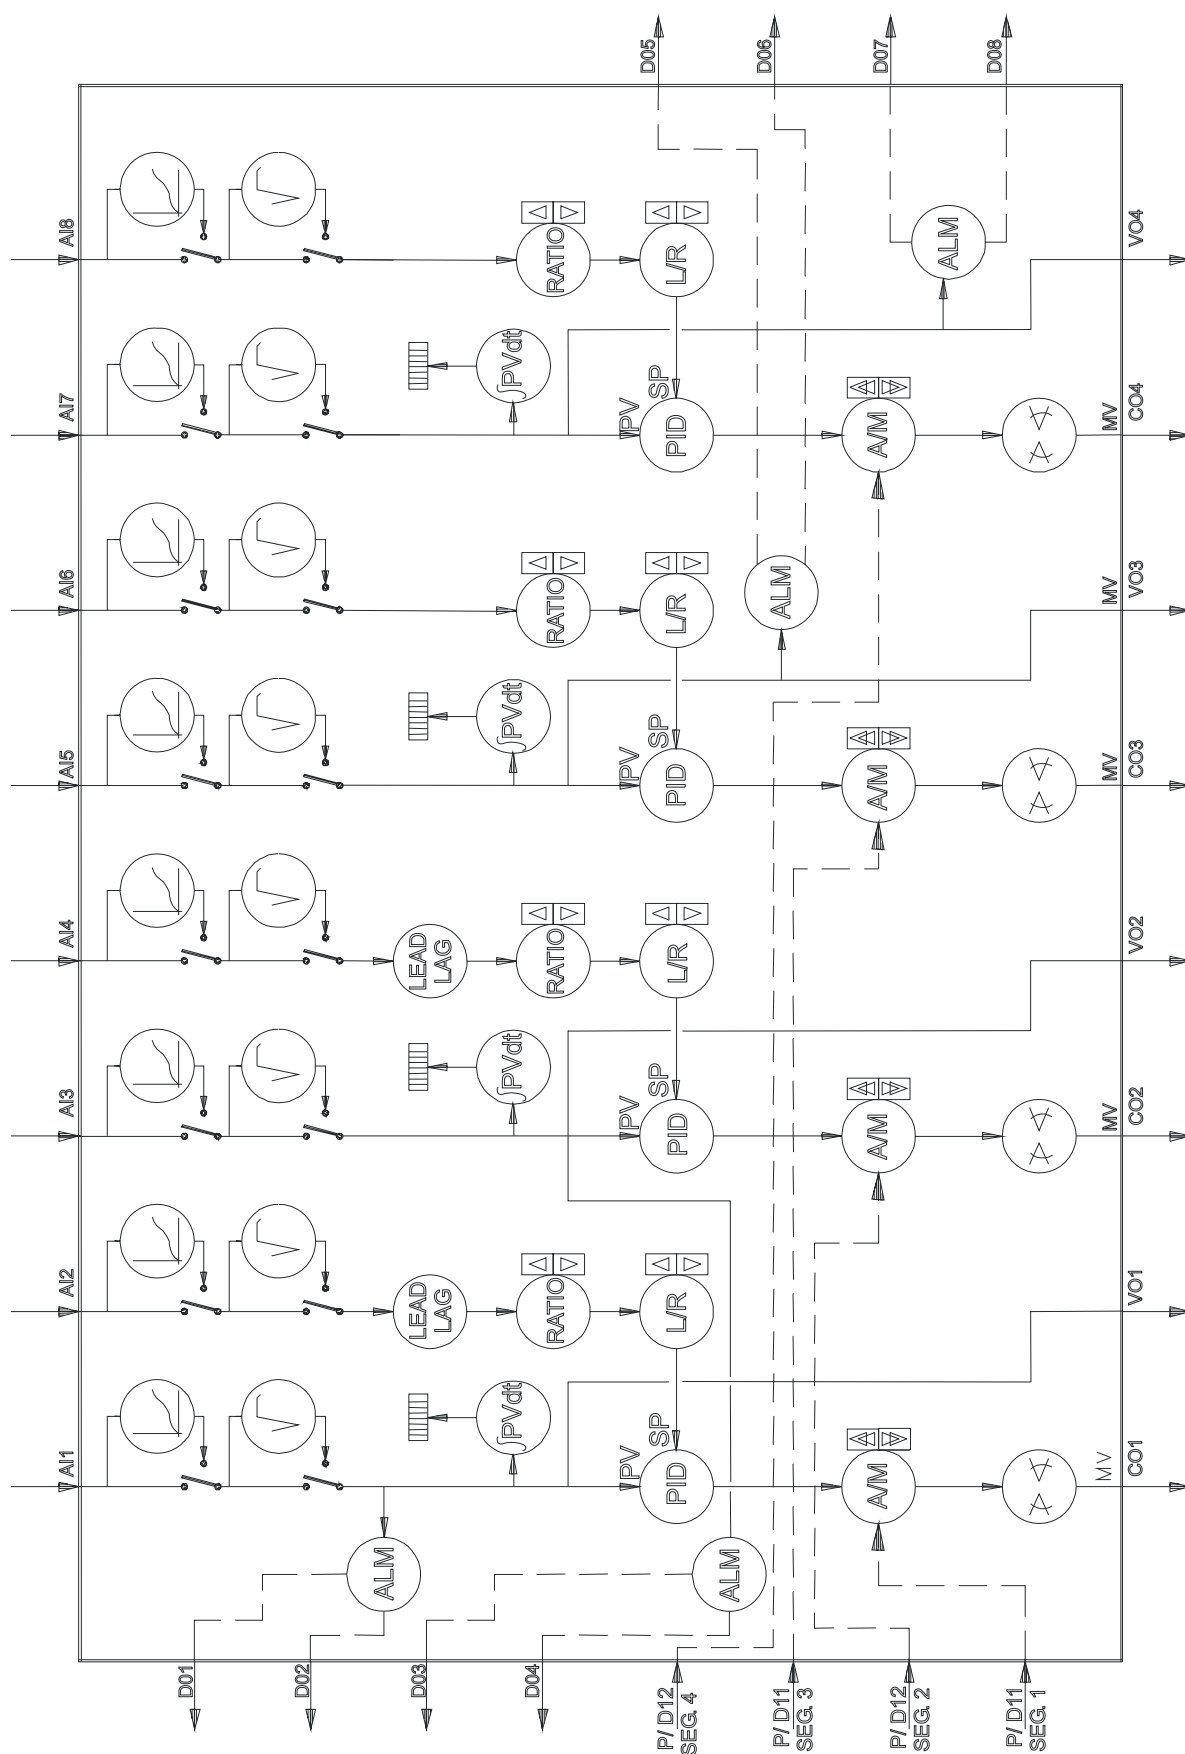 AI1
AI2
AI3
AI4
AI5
AI6
AI7
AI8
D01
D02
ALM
D03
LEAD
LAG
LEAD
LAG
∫PVdt
∫PVdt
∫PVdt
∫PVdt
D04
RATIO
RATIO
RATIO
RATIO
PV
PV
PV
PV
SP
SP
SP
SP
PID
L/R
PID
L/R
PID
L/R
PID
L/R
D05
P/ D12
SEG. 4
ALM
D06
P/ D11
SEG. 3
ALM
D07
P/ D12
SEG. 2
A/M
A/M
A/M
A/M
ALM
D08
P/ D11
SEG. 1
MV
MV
MV
MV
MV
CO1
VO1
CO2
VO2
CO3
VO3
CO4
VO4